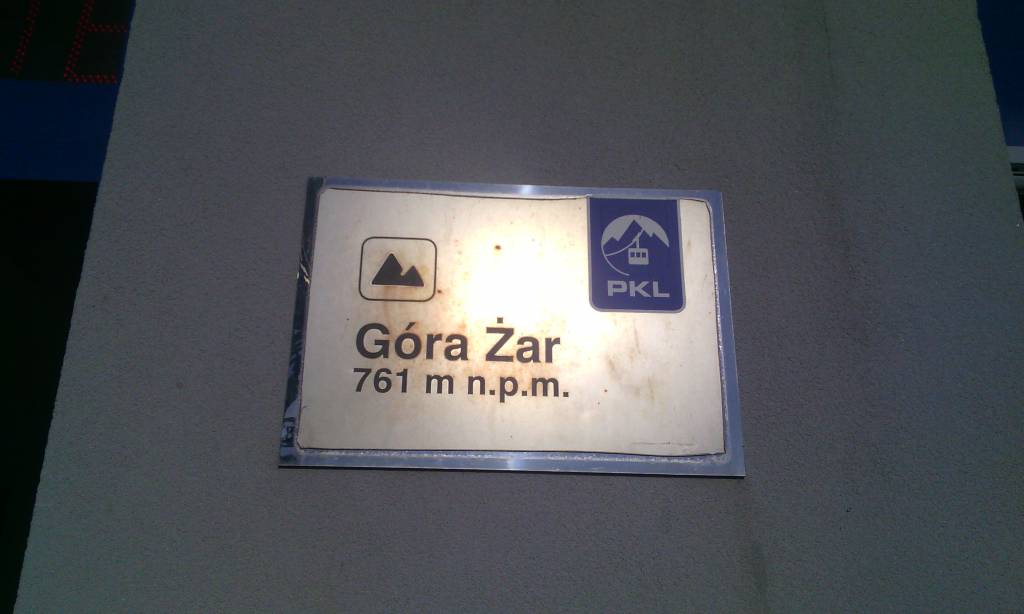 PKL
Góra Żar
761 m n.p.m.